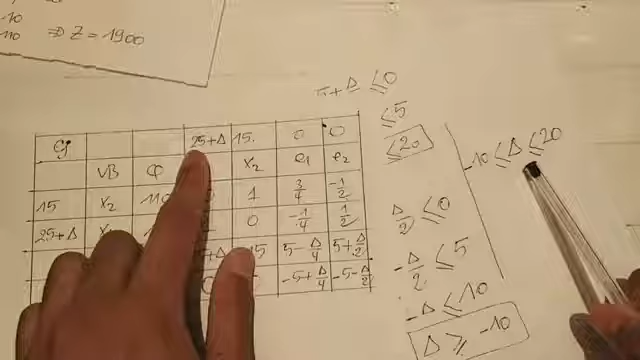 -10
110 ⇒ Z = 1900
Cj 25+Δ 15. 0 0
VB Φ X₂ e₁ e₂
15 X₂ 110 1 3/4 -1/2
25+Δ 0 -1/4 1/2
15 5-Δ/4 5+Δ/2
-5+Δ/4 -5-Δ/2
+Δ ≤ 0
≤ 5
≤ 20
Δ/2 ≤ 0
-Δ/2 ≤ 5
-Δ ≤ 10
Δ ≥ -10
-10 ≤ Δ ≤ 20